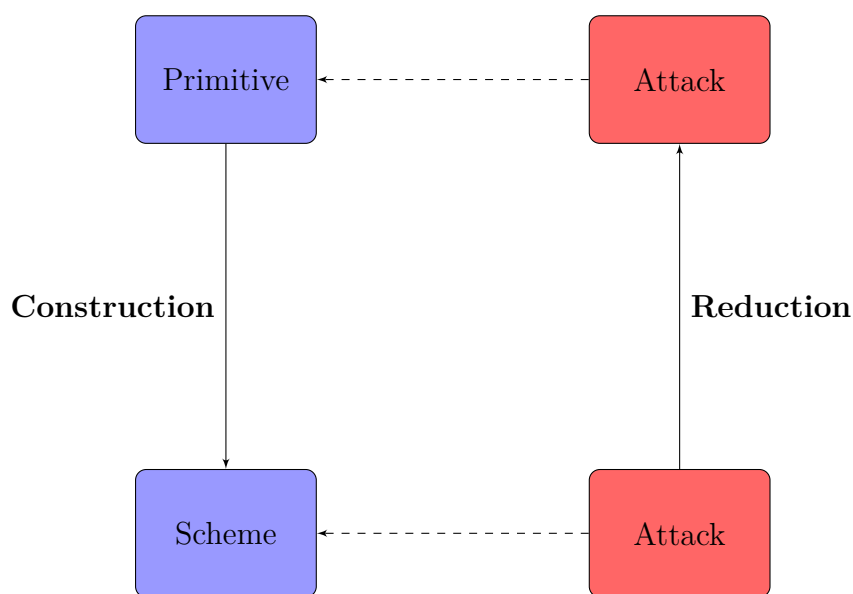 Primitive
Attack
Construction
Reduction
Scheme
Attack